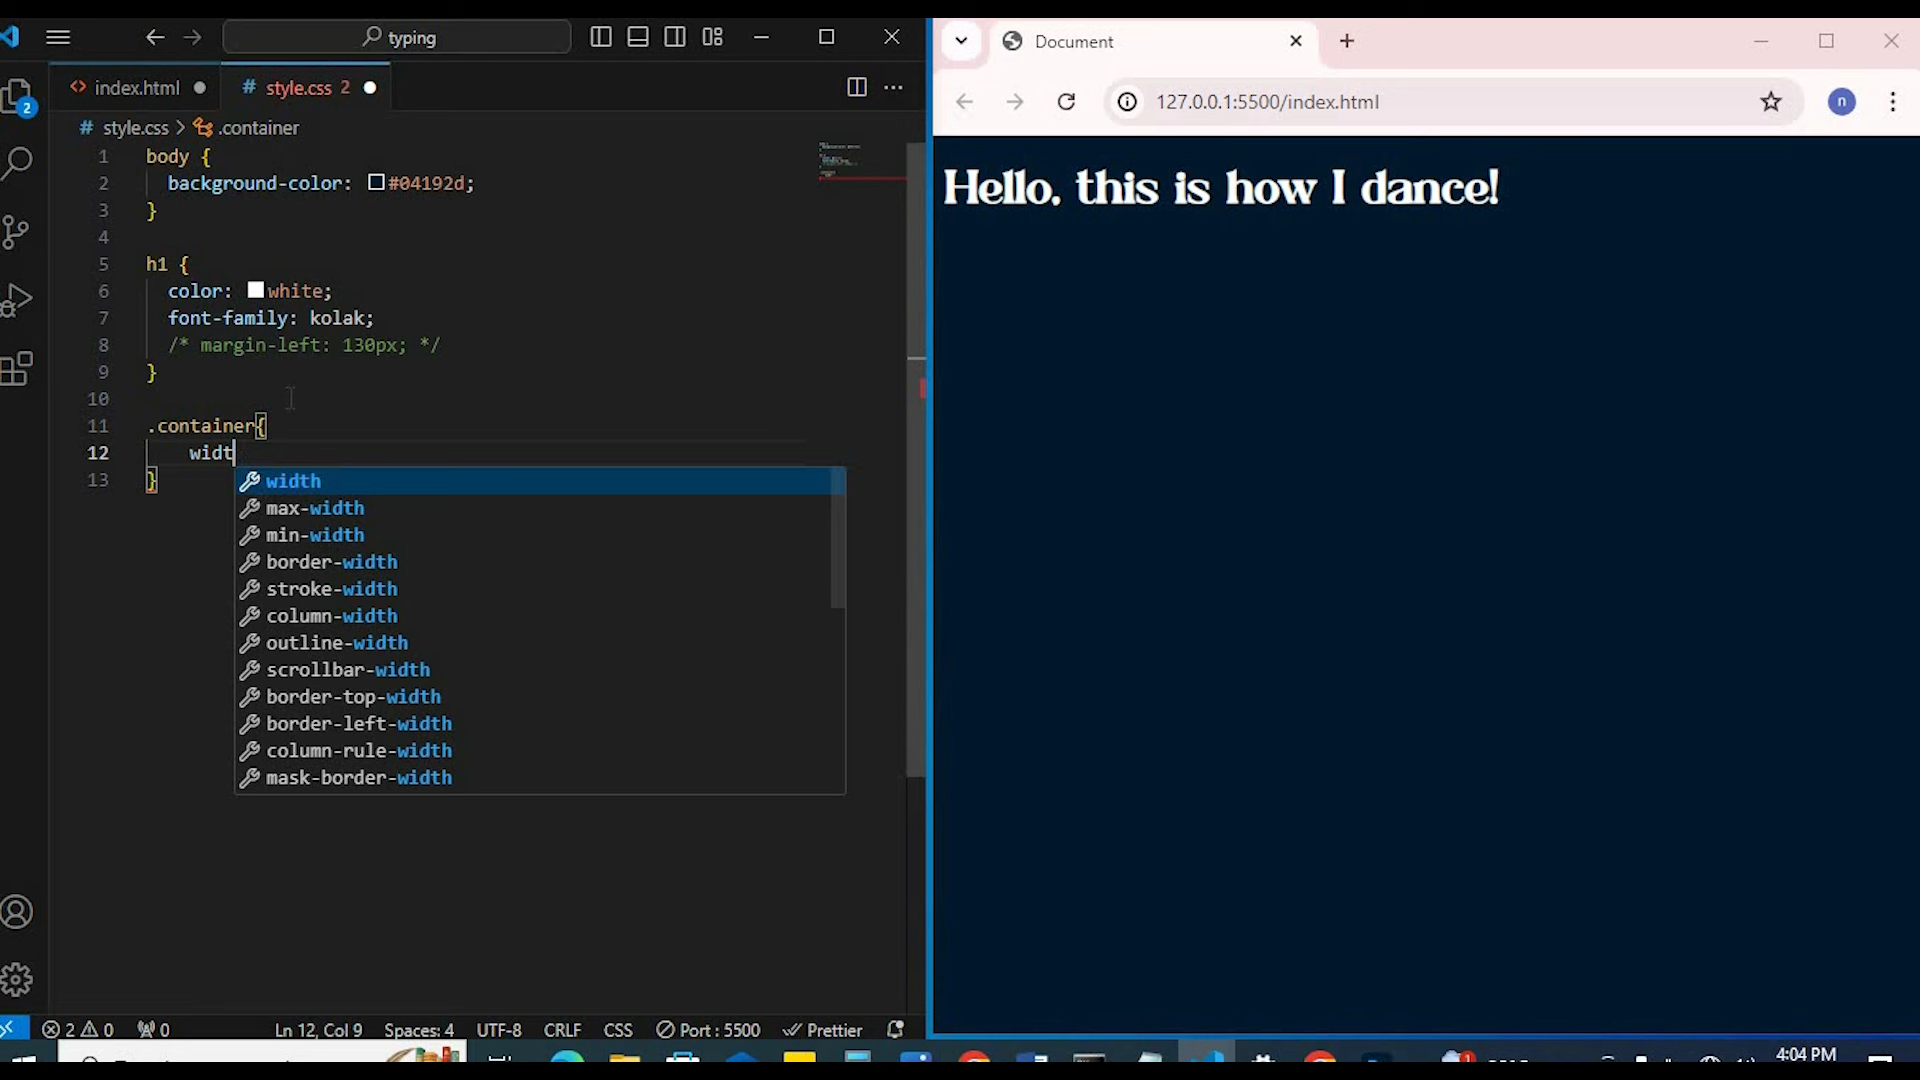 typing
index.html
# style.css 2
# style.css > .container
1 body {
2 background-color: #04192d;
3 }
4
5 h1 {
6 color: white;
7 font-family: kolak;
8 /* margin-left: 130px; */
9 }
10
11 .container{
12 widt
13 }
width
max-width
min-width
border-width
stroke-width
column-width
outline-width
scrollbar-width
border-top-width
border-left-width
column-rule-width
mask-border-width
2
2 0 0
Ln 12, Col 9 Spaces: 4 UTF-8 CRLF CSS Port : 5500 Prettier
Document
127.0.0.1:5500/index.html
n
Hello, this is how I dance!
1
4:04 PM